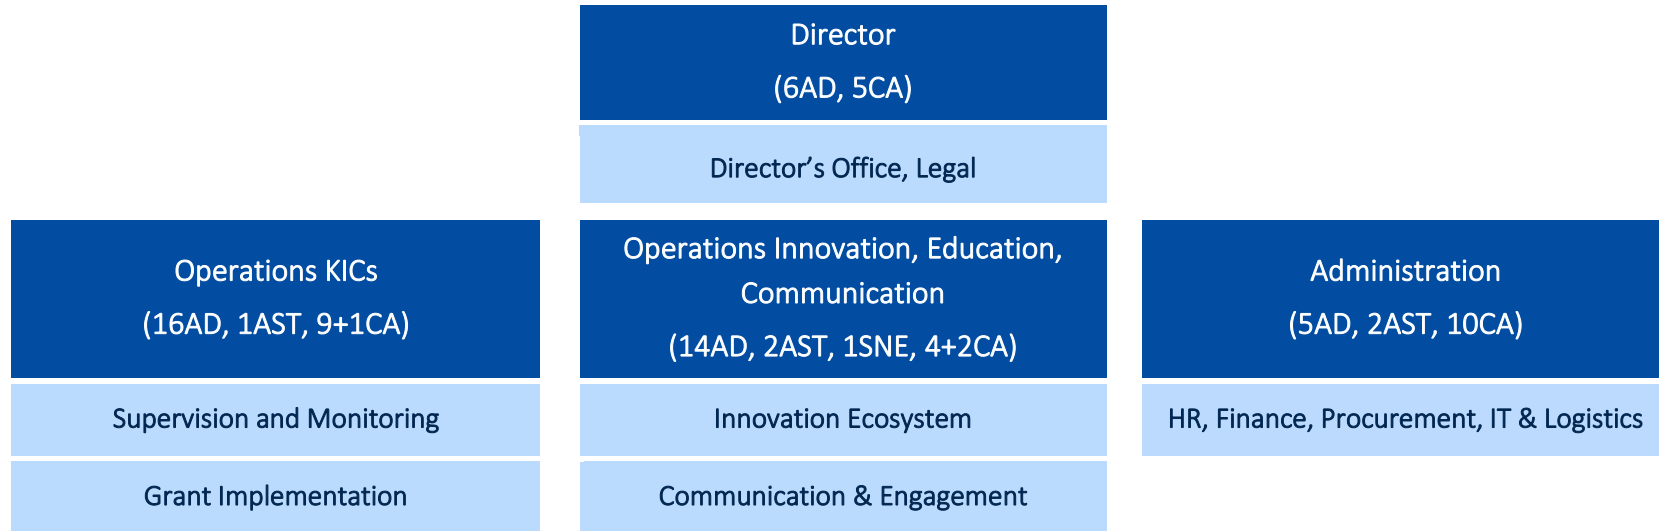 Director
(6AD, 5CA)
Director’s Office, Legal
Operations KICs
(16AD, 1AST, 9+1CA)
Supervision and Monitoring
Grant Implementation
Operations Innovation, Education,
Communication
(14AD, 2AST, 1SNE, 4+2CA)
Innovation Ecosystem
Communication & Engagement
Administration
(5AD, 2AST, 10CA)
HR, Finance, Procurement, IT & Logistics